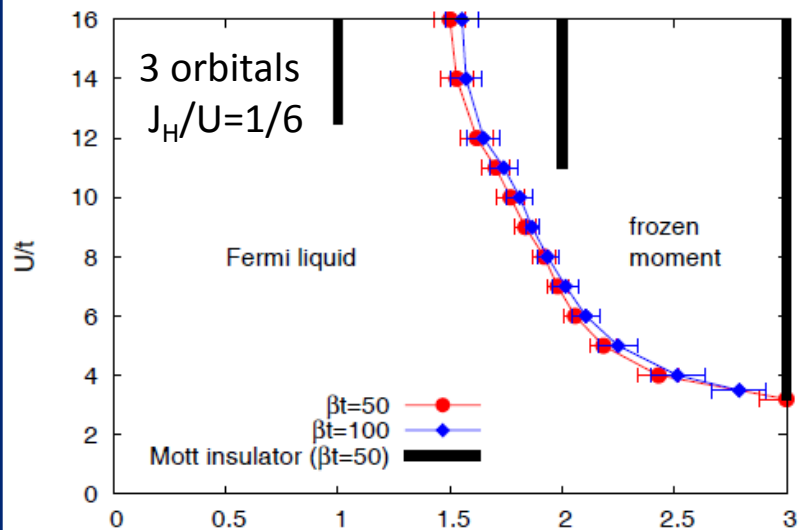 16
14
12
10
8
6
4
2
0
U/t
3 orbitals
J_H/U=1/6
Fermi liquid
frozen
moment
βt=50
βt=100
Mott insulator (βt=50)
0 0.5 1 1.5 2 2.5 3